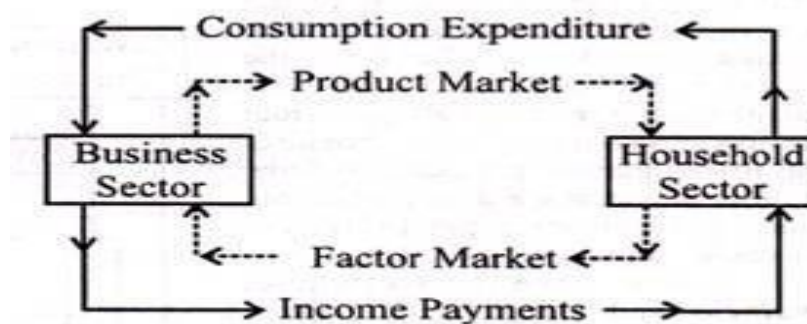 Consumption Expenditure
Product Market
Business
Sector
Household
Sector
Factor Market
Income Payments